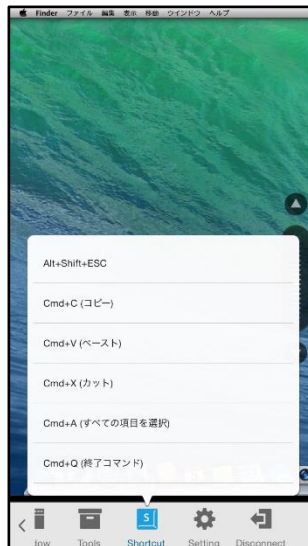 Finder ファイル 編集 表示 移動 ウインドウ ヘルプ
Alt+Shift+ESC
Cmd+C (コピー)
Cmd+V (ペースト)
Cmd+X (カット)
Cmd+A (すべての項目を選択)
Cmd+Q (終了コマンド)
S
Tools Shortcut Setting Disconnect